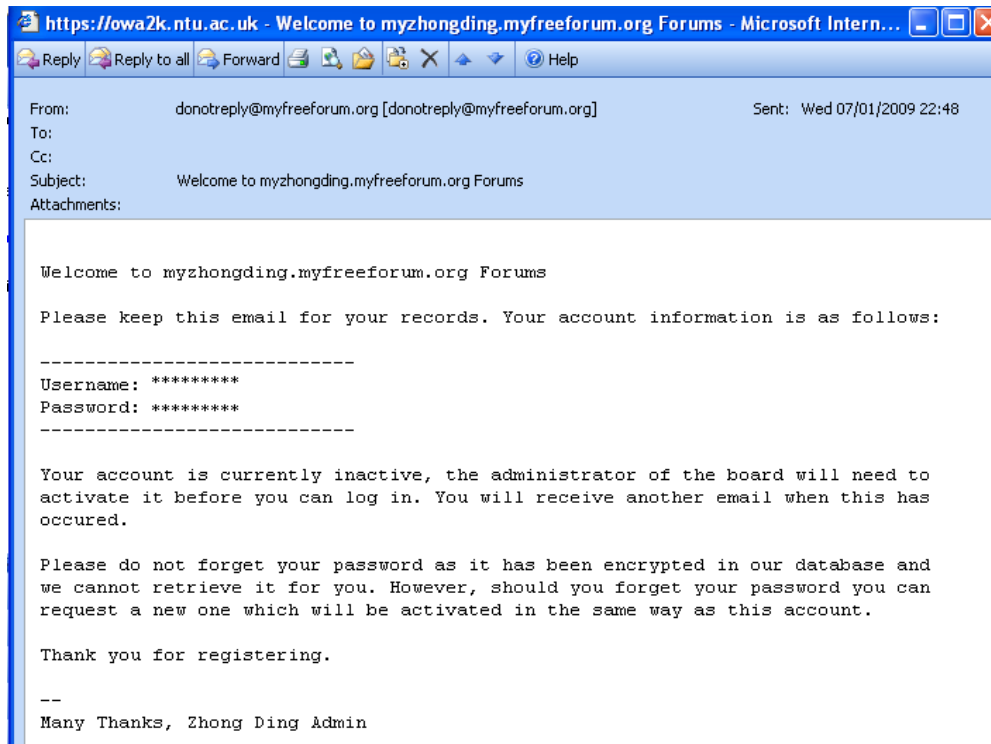 https://owa2k.ntu.ac.uk - Welcome to myzhongding.myfreeforum.org Forums - Microsoft Intern...
Reply Reply to all Forward Help
From: donotreply@myfreeforum.org [donotreply@myfreeforum.org] Sent: Wed 07/01/2009 22:48
To:
Cc:
Subject: Welcome to myzhongding.myfreeforum.org Forums
Attachments:
Welcome to myzhongding.myfreeforum.org Forums
Please keep this email for your records. Your account information is as follows:
----------------------------
Username: *********
Password: *********
----------------------------
Your account is currently inactive, the administrator of the board will need to
activate it before you can log in. You will receive another email when this has
occured.
Please do not forget your password as it has been encrypted in our database and
we cannot retrieve it for you. However, should you forget your password you can
request a new one which will be activated in the same way as this account.
Thank you for registering.
--
Many Thanks, Zhong Ding Admin